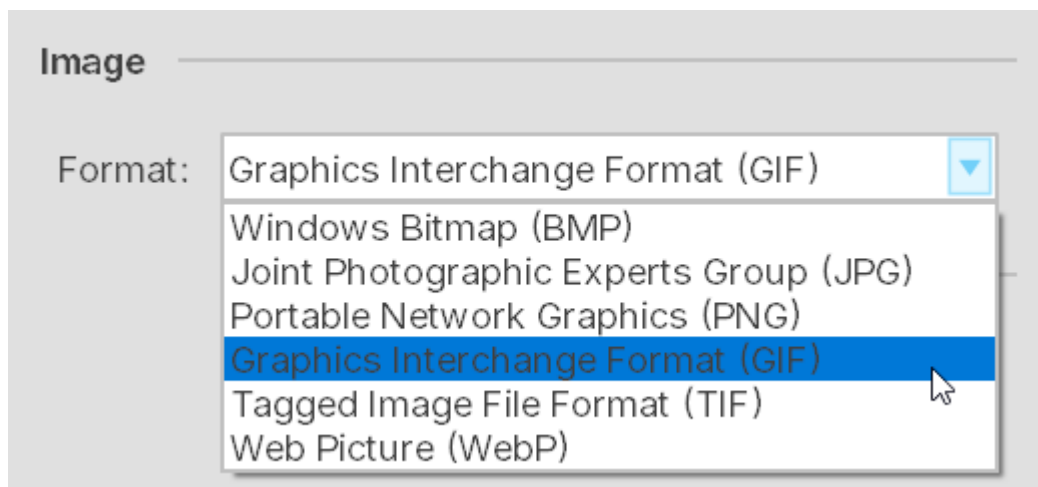 Image
Format: Graphics Interchange Format (GIF)
Windows Bitmap (BMP)
Joint Photographic Experts Group (JPG)
Portable Network Graphics (PNG)
Graphics Interchange Format (GIF)
Tagged Image File Format (TIF)
Web Picture (WebP)